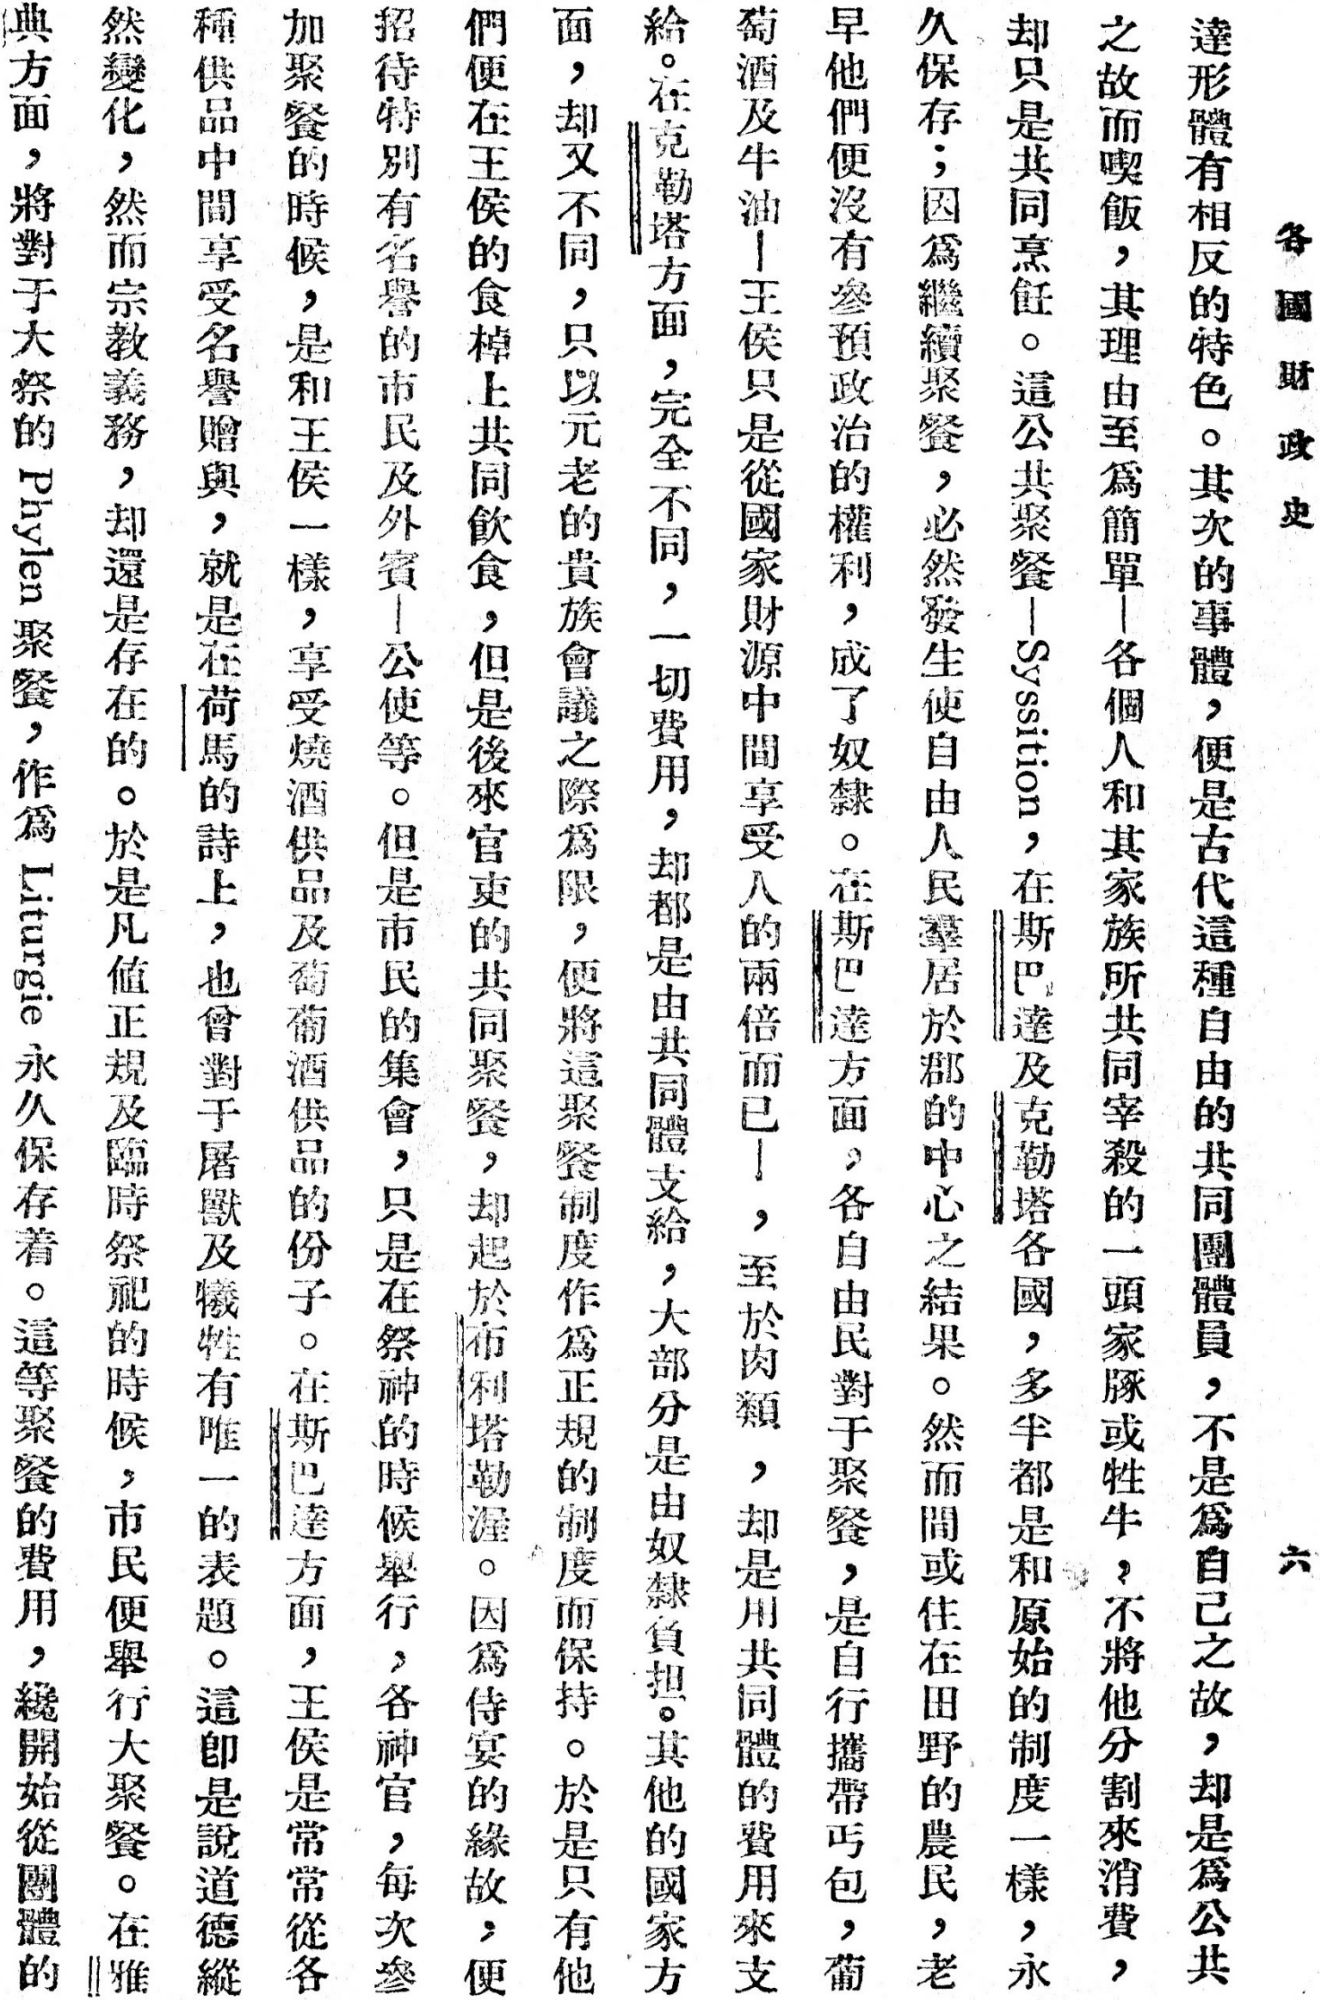 各國財政史
六
達形體有相反的特色。其次的事體，便是古代這種自由的共同團體員，不是爲自己之故，却是爲公共
之故而喫飯，其理由至爲簡單—各個人和其家族所共同宰殺的一頭家豚或牲牛，不將他分割來消費，
却只是共同烹飪。這公共聚餐—Syssition，在斯巴達及克勒塔各國，多半都是和原始的制度一樣，永
久保存；因爲繼續聚餐，必然發生使自由人民羣居於郡的中心之結果。然而間或住在田野的農民，老
早他們便沒有參預政治的權利，成了奴隸。在斯巴達方面，各自由民對于聚餐，是自行攜帶丐包，葡
萄酒及牛油—王侯只是從國家財源中間享受人的兩倍而已—，至於肉類，却是用共同體的費用來支
給。在克勒塔方面，完全不同，一切費用，却都是由共同體支給，大部分是由奴隸負担。其他的國家方
面，却又不同，只以元老的貴族會議之際爲限，便將這聚餐制度作爲正規的制度而保持。於是只有他
們便在王侯的食棹上共同飲食，但是後來官吏的共同聚餐，却起於布利塔勒渥。因爲侍宴的緣故，便
招待特別有名譽的市民及外賓—公使等。但是市民的集會，只是在祭神的時候舉行，各神官，每次參
加聚餐的時候，是和王侯一樣，享受燒酒供品及葡萄酒供品的份子。在斯巴達方面，王侯是常常從各
種供品中間享受名譽贈與，就是在荷馬的詩上，也曾對于屠獸及犧牲有唯一的表題。這卽是說道德縱
然變化，然而宗教義務，却還是存在的。於是凡値正規及臨時祭祀的時候，市民便舉行大聚餐。在雅
典方面，將對于大祭的 Phylen 聚餐，作爲 Liturgie 永久保存着。這等聚餐的費用，纔開始從團體的